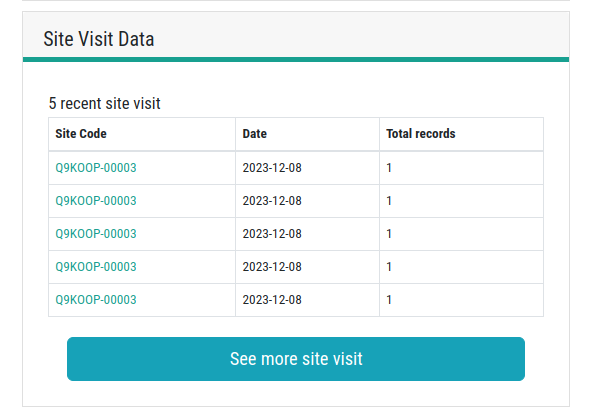 Site Visit Data
5 recent site visit
Site Code Date Total records
Q9KOOP-00003 2023-12-08 1
Q9KOOP-00003 2023-12-08 1
Q9KOOP-00003 2023-12-08 1
Q9KOOP-00003 2023-12-08 1
Q9KOOP-00003 2023-12-08 1
See more site visit